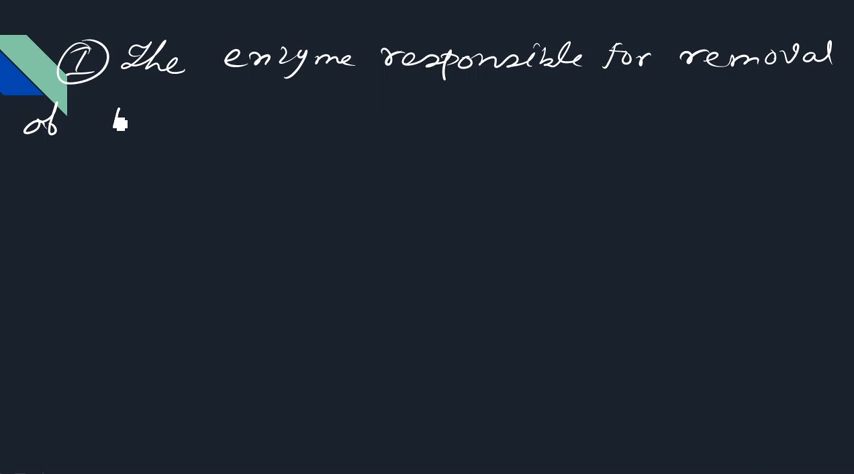 ① The enzyme responsible for removal
of